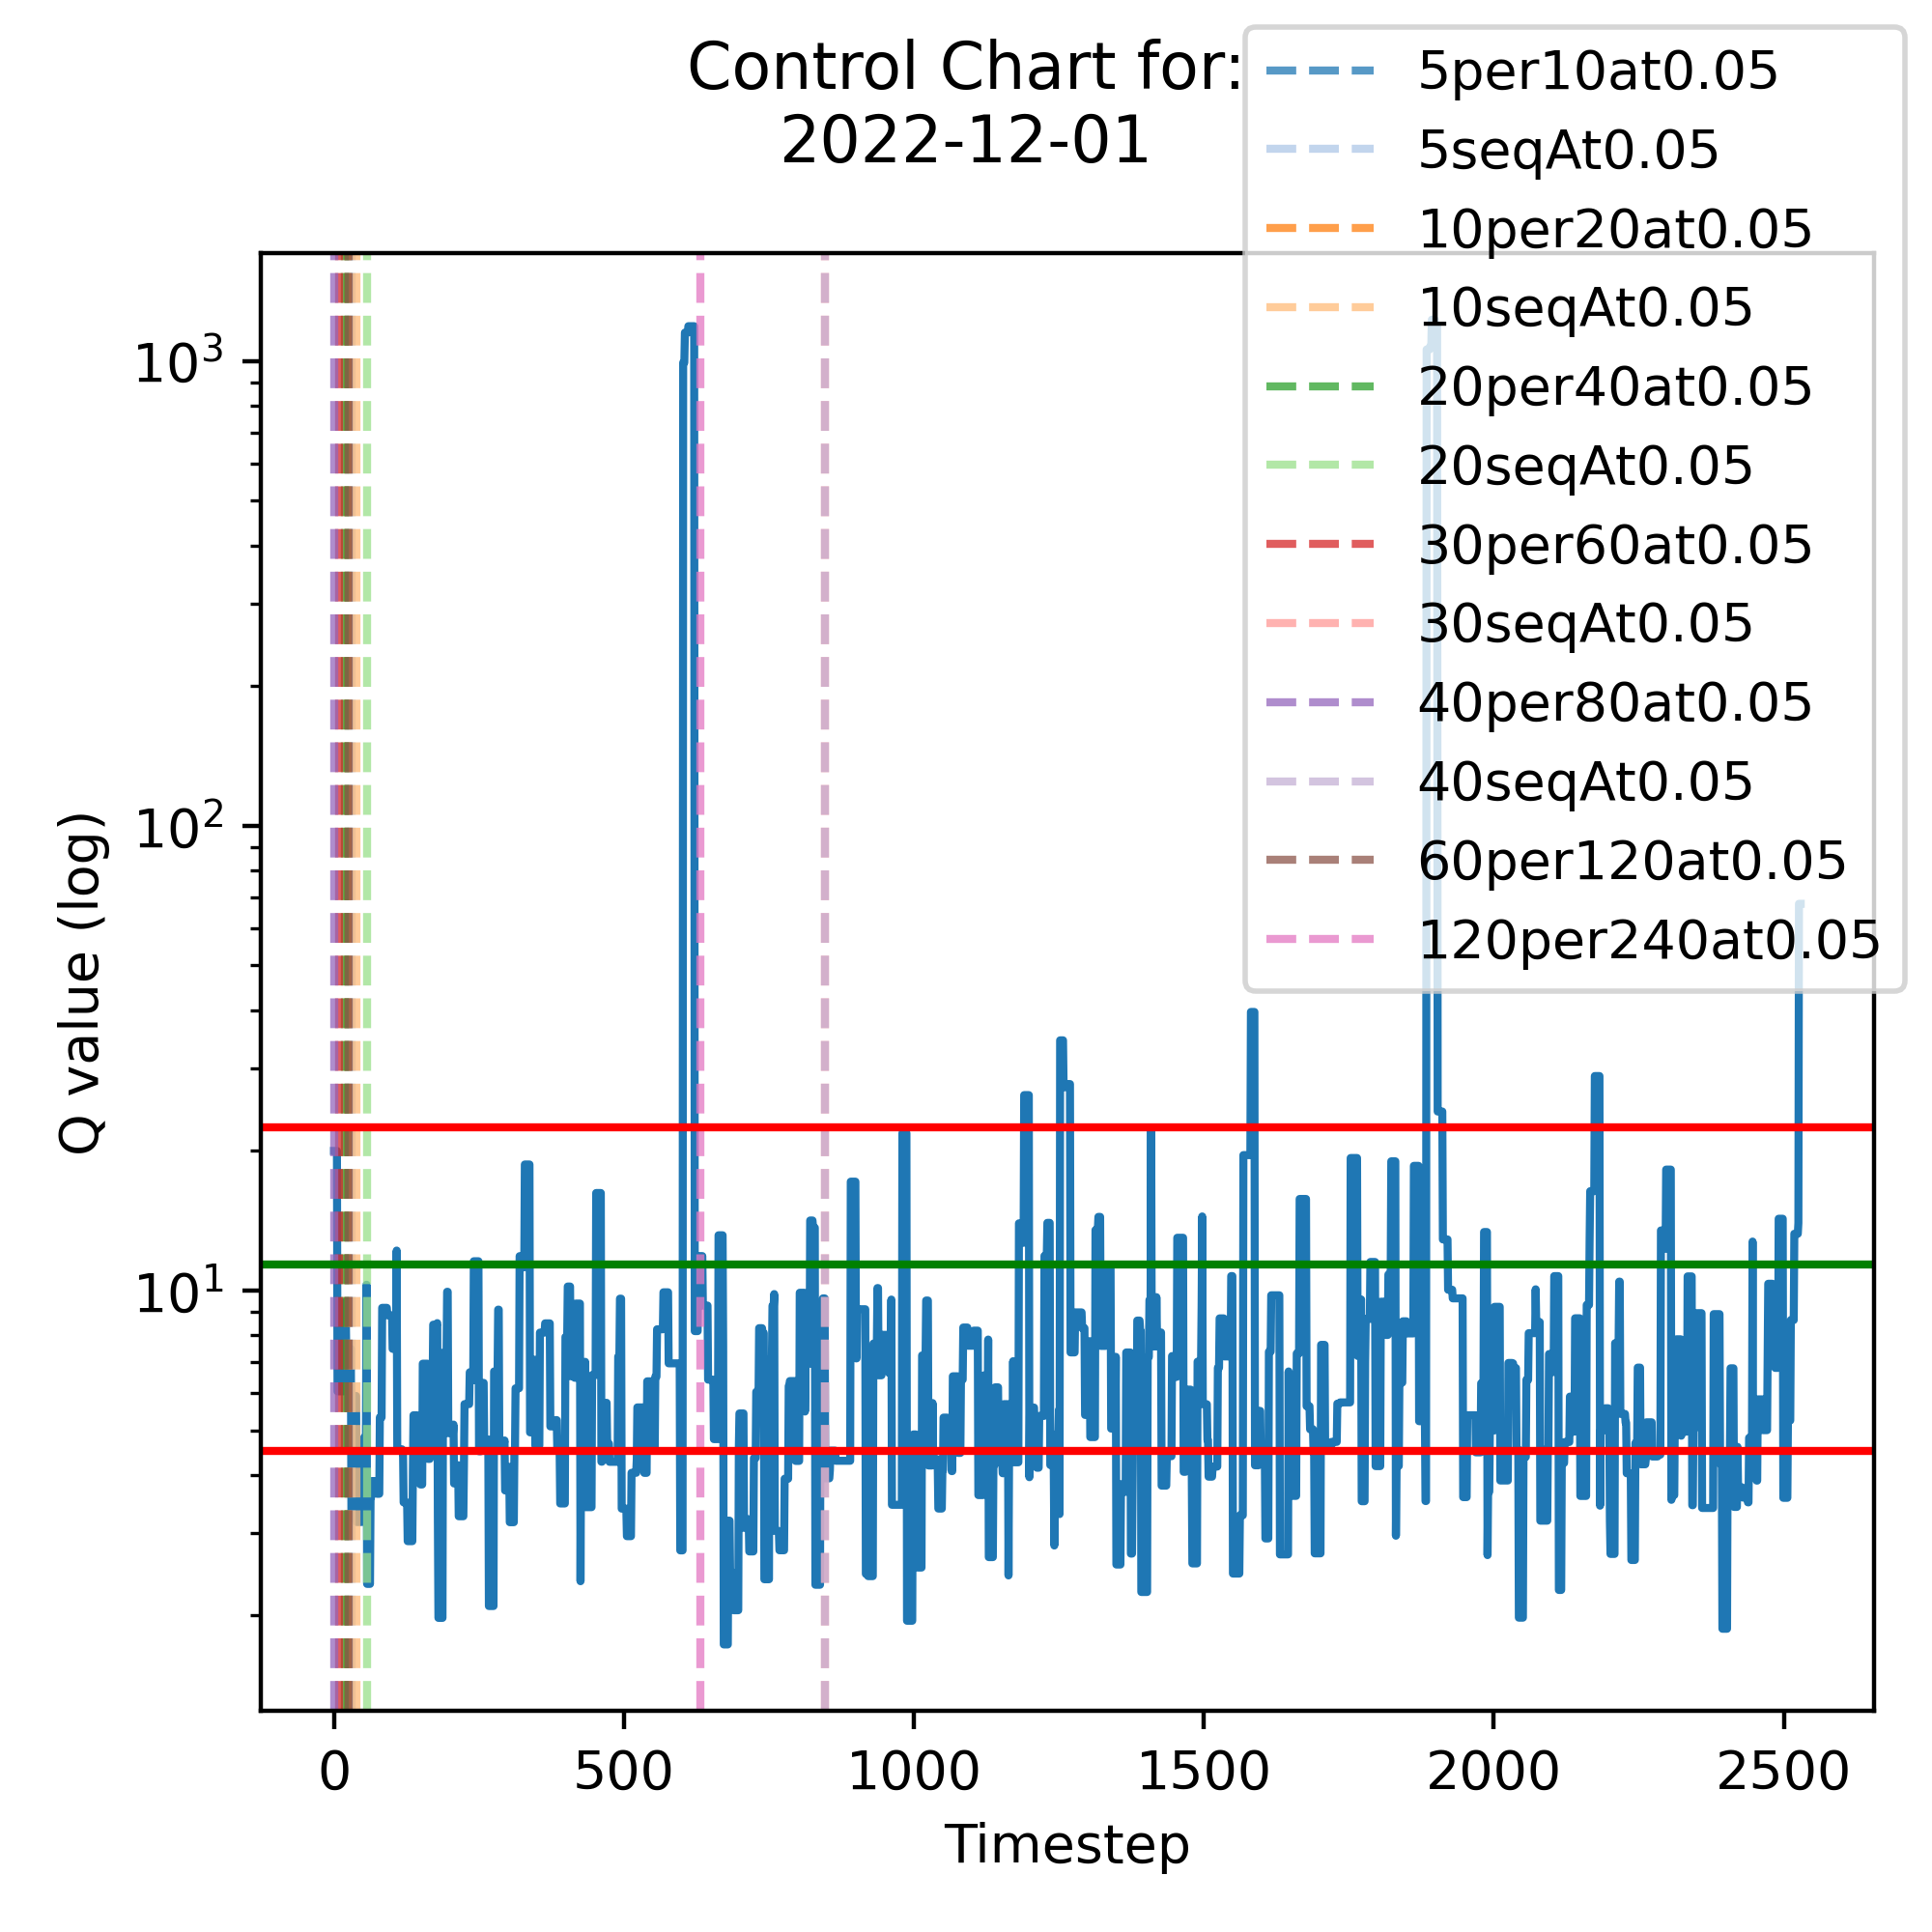 Control Chart for:
2022-12-01
5per10at0.05
5seqAt0.05
10per20at0.05
10seqAt0.05
20per40at0.05
20seqAt0.05
30per60at0.05
30seqAt0.05
40per80at0.05
40seqAt0.05
60per120at0.05
120per240at0.05
Q value (log)
10³
10²
10¹
0 500 1000 1500 2000 2500
Timestep